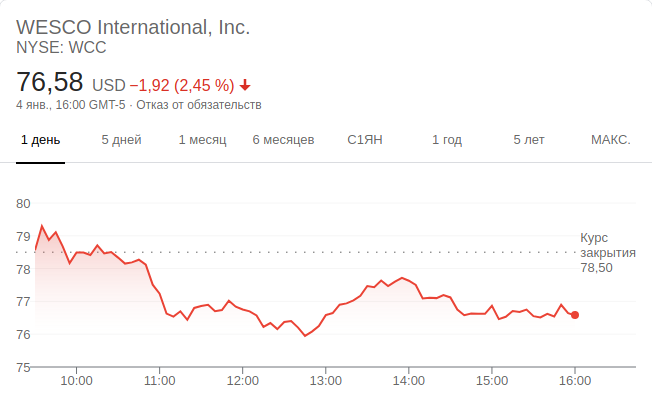 WESCO International, Inc.
NYSE: WCC
76,58 USD −1,92 (2,45 %)
4 янв., 16:00 GMT-5 · Отказ от обязательств
1 день 5 дней 1 месяц 6 месяцев С1ЯН 1 год 5 лет МАКС.
80
79
78
77
76
75
Курс
закрытия
78,50
10:00 11:00 12:00 13:00 14:00 15:00 16:00